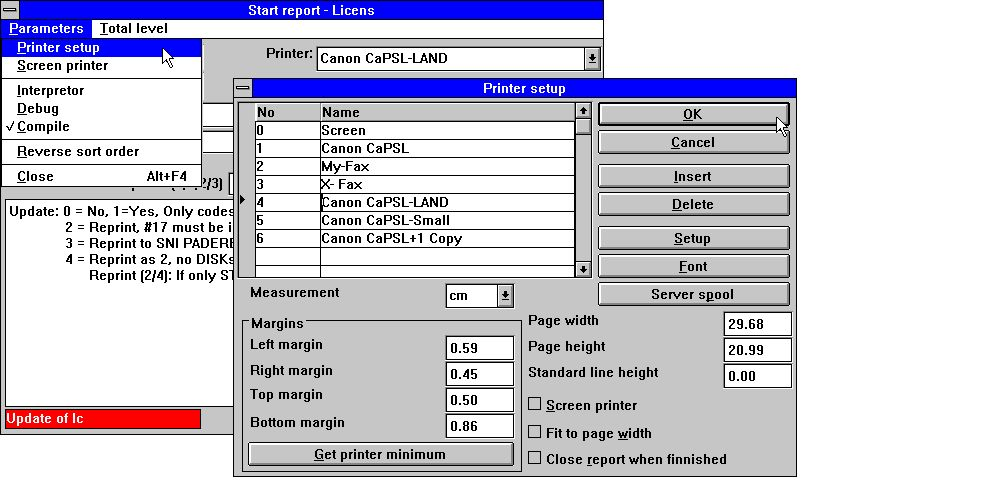 Start report - Licens
Parameters Total level
Printer setup
Screen printer
Interpretor
Debug
✓ Compile
Reverse sort order
Close Alt+F4
Printer: Canon CaPSL-LAND
2/3)
Update: 0 = No, 1=Yes, Only codes
2 = Reprint, #17 must be i
3 = Reprint to SNI PADERB
4 = Reprint as 2, no DISKs
Reprint (2/4): If only ST
Update of Ic
Printer setup
No Name
0 Screen
1 Canon CaPSL
2 My-Fax
3 X- Fax
4 Canon CaPSL-LAND
5 Canon CaPSL-Small
6 Canon CaPSL+1 Copy
OK
Cancel
Insert
Delete
Setup
Font
Server spool
Measurement cm
Margins
Left margin 0.59
Right margin 0.45
Top margin 0.50
Bottom margin 0.86
Get printer minimum
Page width 29.68
Page height 20.99
Standard line height 0.00
Screen printer
Fit to page width
Close report when finnished